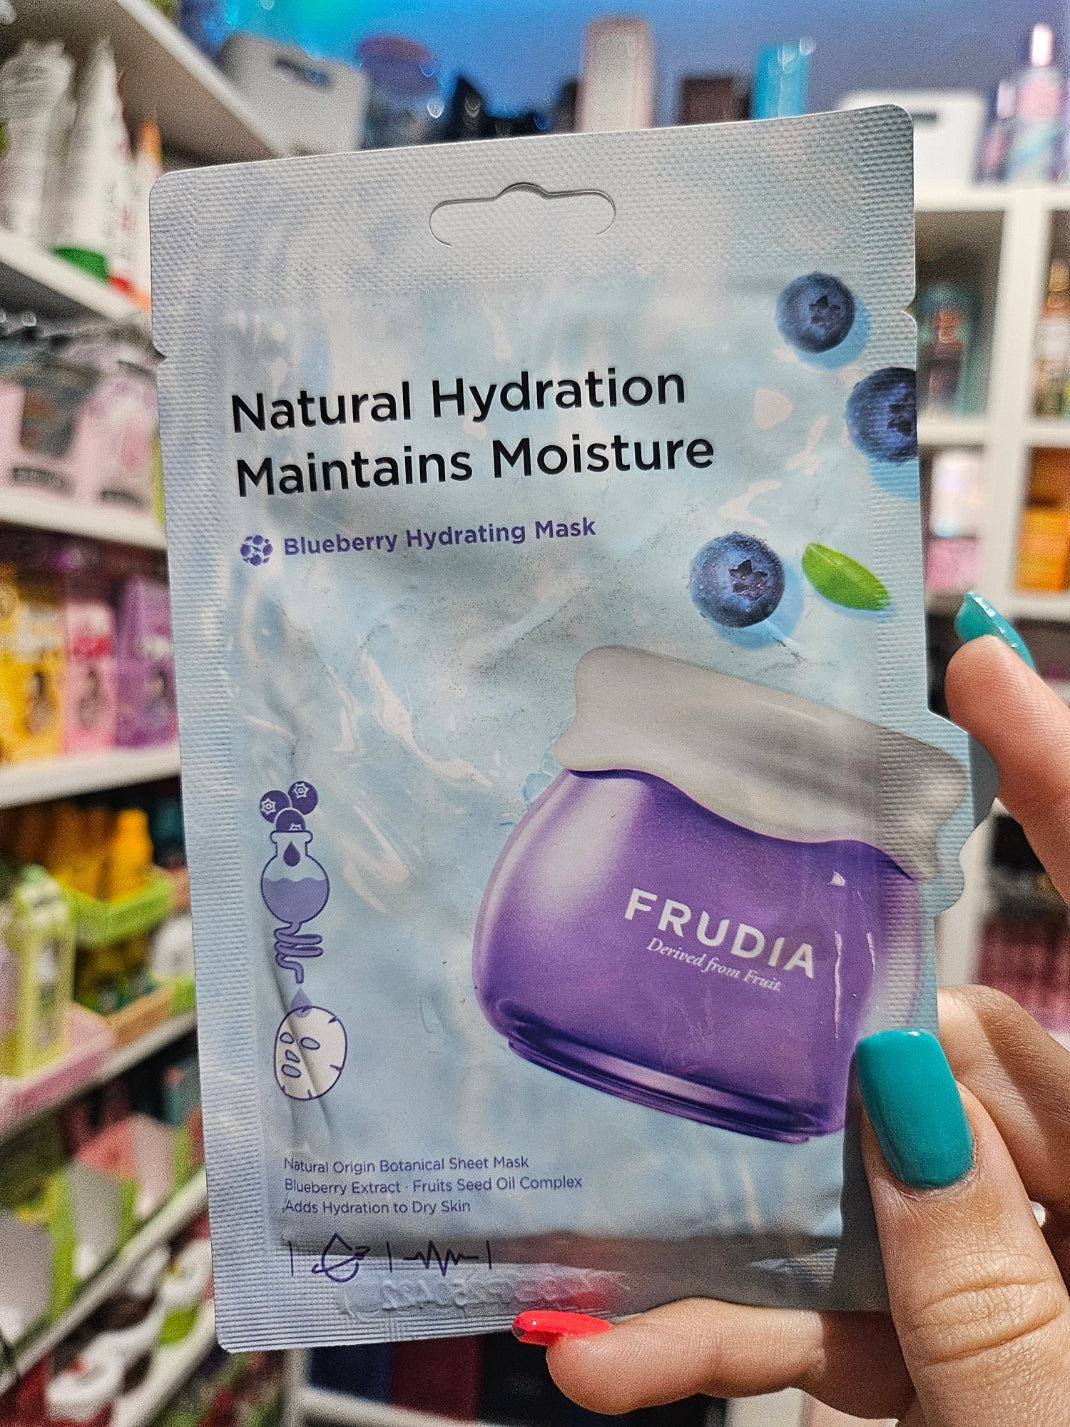 Natural Hydration
Maintains Moisture
Blueberry Hydrating Mask
FRUDIA
Derived from Fruit.
Natural Origin Botanical Sheet Mask
Blueberry Extract · Fruits Seed Oil Complex
Adds Hydration to Dry Skin